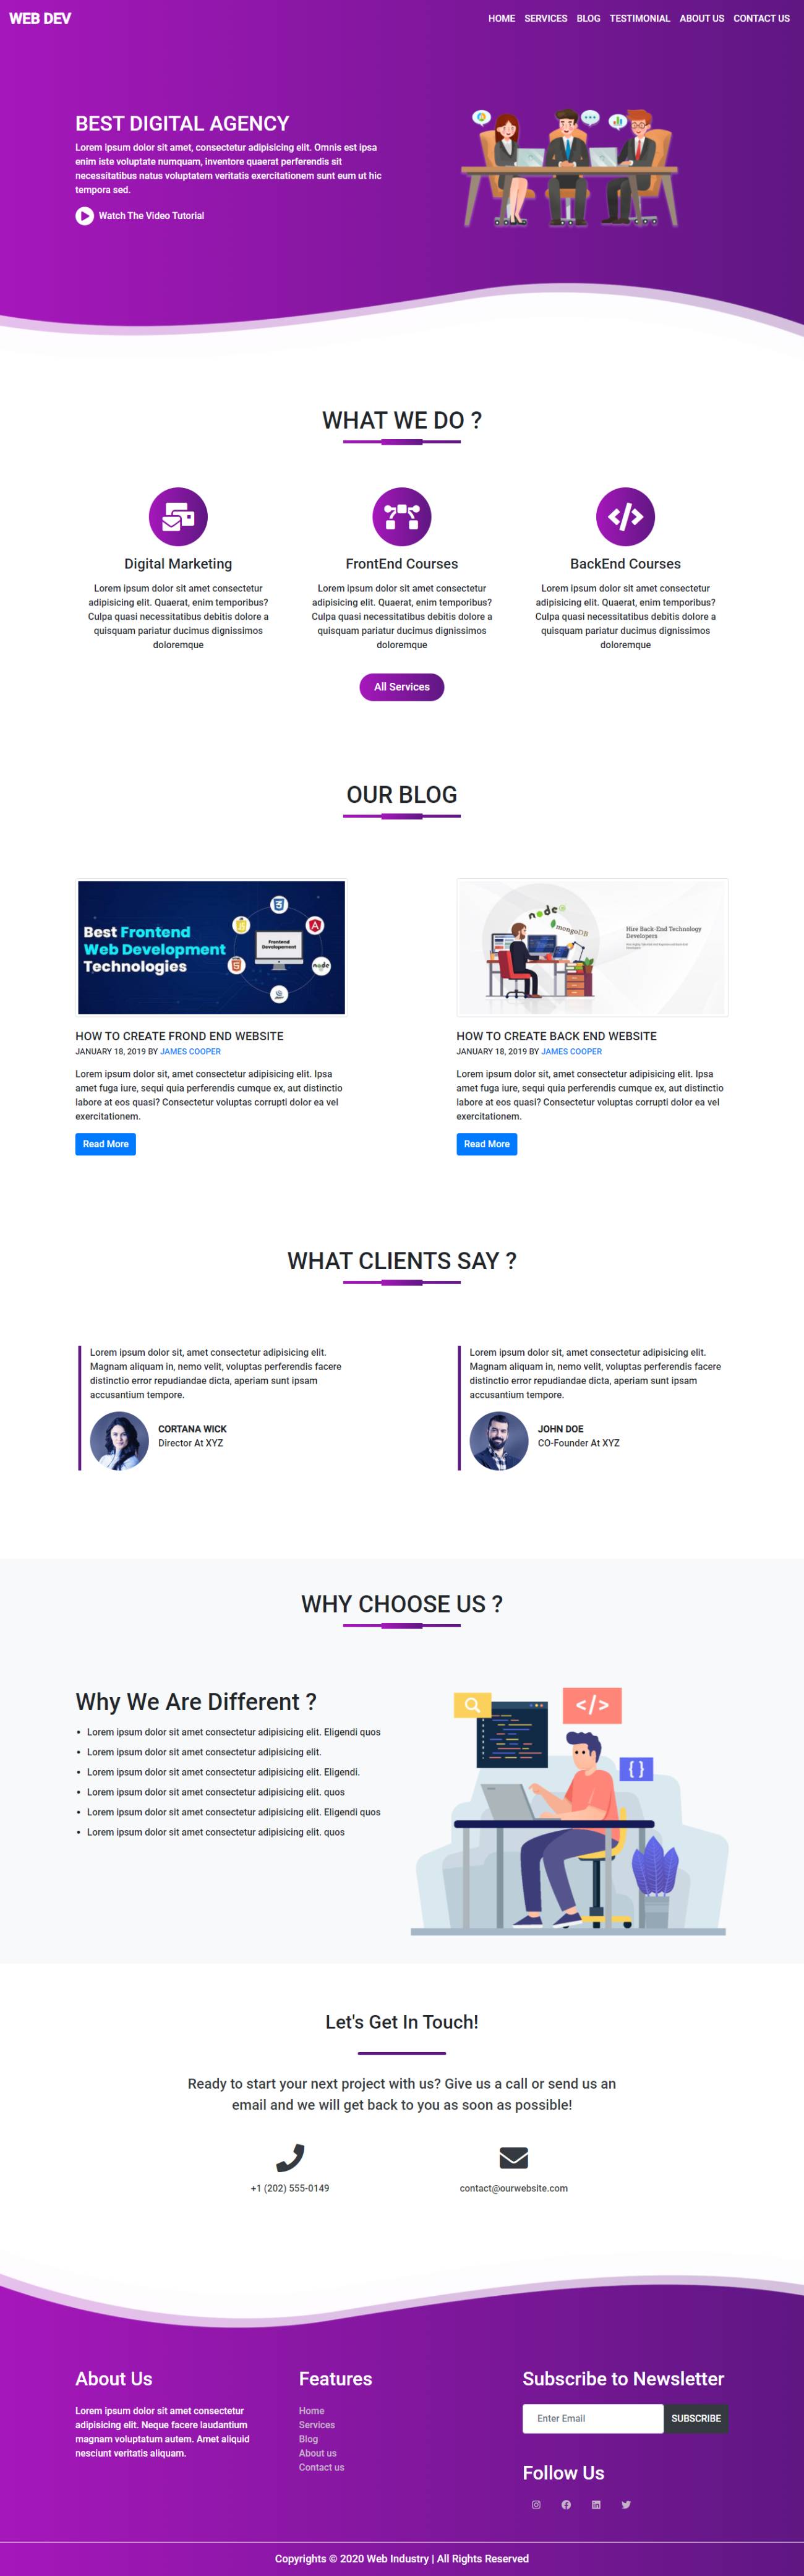 WEB DEV
HOME SERVICES BLOG TESTIMONIAL ABOUT US CONTACT US
BEST DIGITAL AGENCY
Lorem ipsum dolor sit amet, consectetur adipisicing elit. Omnis est ipsa
enim iste voluptate numquam, inventore quaerat perferendis sit
necessitatibus natus voluptatem veritatis exercitationem sunt eum ut hic
tempora sed.
Watch The Video Tutorial
WHAT WE DO ?
Digital Marketing
Lorem ipsum dolor sit amet consectetur
adipisicing elit. Quaerat, enim temporibus?
Culpa quasi necessitatibus debitis dolore a
quisquam pariatur ducimus dignissimos
doloremque
FrontEnd Courses
Lorem ipsum dolor sit amet consectetur
adipisicing elit. Quaerat, enim temporibus?
Culpa quasi necessitatibus debitis dolore a
quisquam pariatur ducimus dignissimos
doloremque
BackEnd Courses
Lorem ipsum dolor sit amet consectetur
adipisicing elit. Quaerat, enim temporibus?
Culpa quasi necessitatibus debitis dolore a
quisquam pariatur ducimus dignissimos
doloremque
All Services
OUR BLOG
Best Frontend
Web Development
Technologies
Frontend
Developement
node
HOW TO CREATE FROND END WEBSITE
JANUARY 18, 2019 BY JAMES COOPER
Lorem ipsum dolor sit, amet consectetur adipisicing elit. Ipsa
amet fuga iure, sequi quia perferendis cumque ex, aut distinctio
labore at eos quasi? Consectetur voluptas corrupti dolor ea vel
exercitationem.
Read More
node
mongoDB
Hire Back-End Technology
Developers
HOW TO CREATE BACK END WEBSITE
JANUARY 18, 2019 BY JAMES COOPER
Lorem ipsum dolor sit, amet consectetur adipisicing elit. Ipsa
amet fuga iure, sequi quia perferendis cumque ex, aut distinctio
labore at eos quasi? Consectetur voluptas corrupti dolor ea vel
exercitationem.
Read More
WHAT CLIENTS SAY ?
Lorem ipsum dolor sit, amet consectetur adipisicing elit.
Magnam aliquam in, nemo velit, voluptas perferendis facere
distinctio error repudiandae dicta, aperiam sunt ipsam
accusantium tempore.
CORTANA WICK
Director At XYZ
Lorem ipsum dolor sit, amet consectetur adipisicing elit.
Magnam aliquam in, nemo velit, voluptas perferendis facere
distinctio error repudiandae dicta, aperiam sunt ipsam
accusantium tempore.
JOHN DOE
CO-Founder At XYZ
WHY CHOOSE US ?
Why We Are Different ?
• Lorem ipsum dolor sit amet consectetur adipisicing elit. Eligendi quos
• Lorem ipsum dolor sit amet consectetur adipisicing elit.
• Lorem ipsum dolor sit amet consectetur adipisicing elit. Eligendi.
• Lorem ipsum dolor sit amet consectetur adipisicing elit. quos
• Lorem ipsum dolor sit amet consectetur adipisicing elit. Eligendi quos
• Lorem ipsum dolor sit amet consectetur adipisicing elit. quos
</>
{ }
Let's Get In Touch!
Ready to start your next project with us? Give us a call or send us an
email and we will get back to you as soon as possible!
+1 (202) 555-0149
contact@ourwebsite.com
About Us
Lorem ipsum dolor sit amet consectetur
adipisicing elit. Neque facere laudantium
magnam voluptatum autem. Amet aliquid
nesciunt veritatis aliquam.
Features
Home
Services
Blog
About us
Contact us
Subscribe to Newsletter
Enter Email SUBSCRIBE
Follow Us
Copyrights © 2020 Web Industry | All Rights Reserved